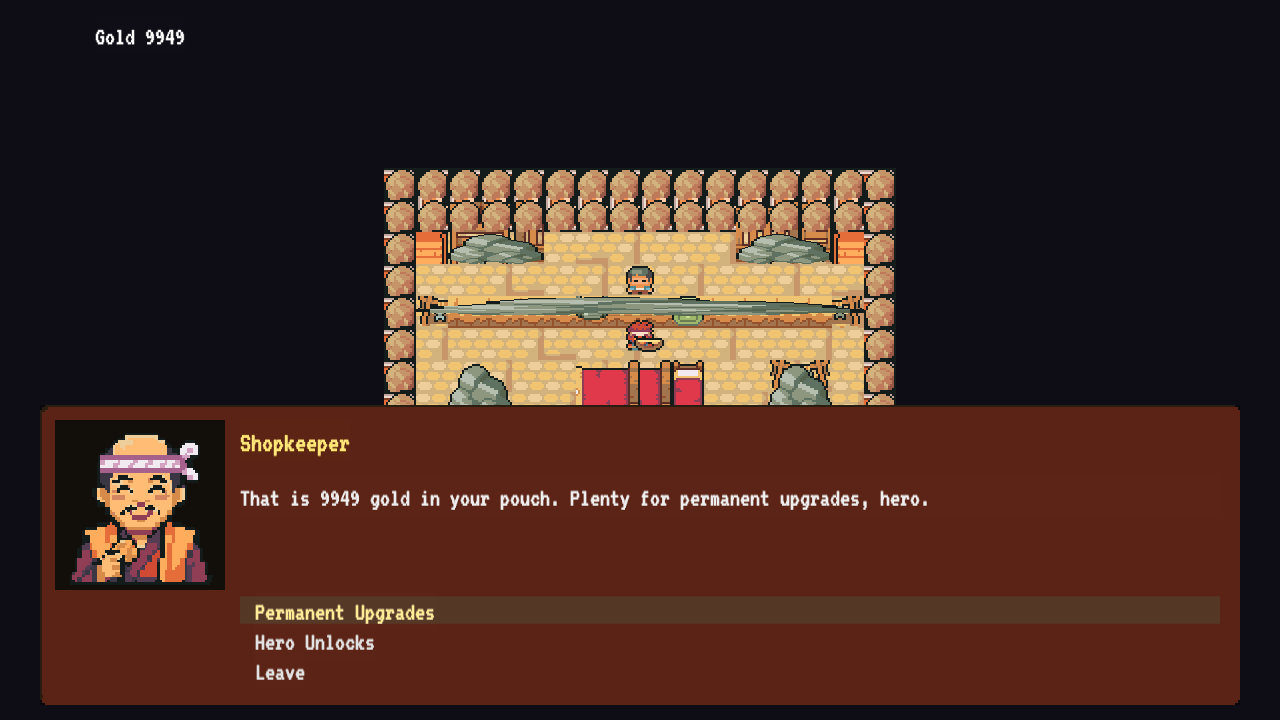 Gold 9949
Shopkeeper
That is 9949 gold in your pouch. Plenty for permanent upgrades, hero.
Permanent Upgrades
Hero Unlocks
Leave